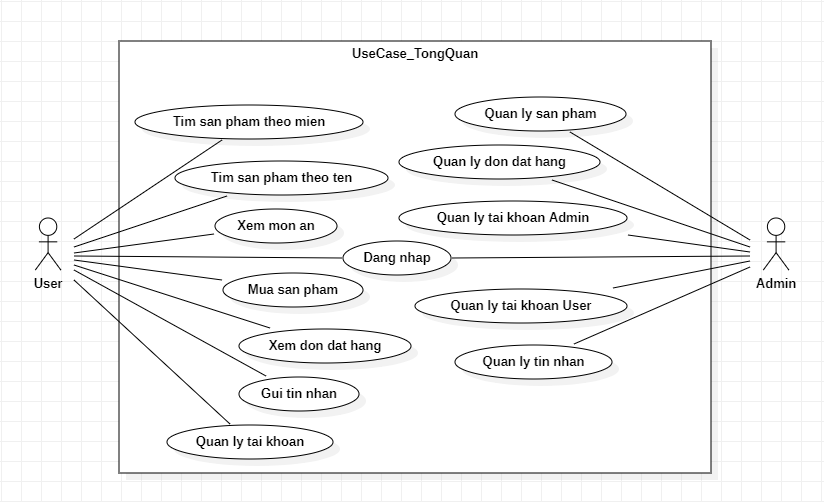 UseCase_TongQuan
Tim san pham theo mien
Quan ly san pham
Quan ly don dat hang
Tim san pham theo ten
Quan ly tai khoan Admin
Xem mon an
Dang nhap
User
Admin
Mua san pham
Quan ly tai khoan User
Xem don dat hang
Quan ly tin nhan
Gui tin nhan
Quan ly tai khoan